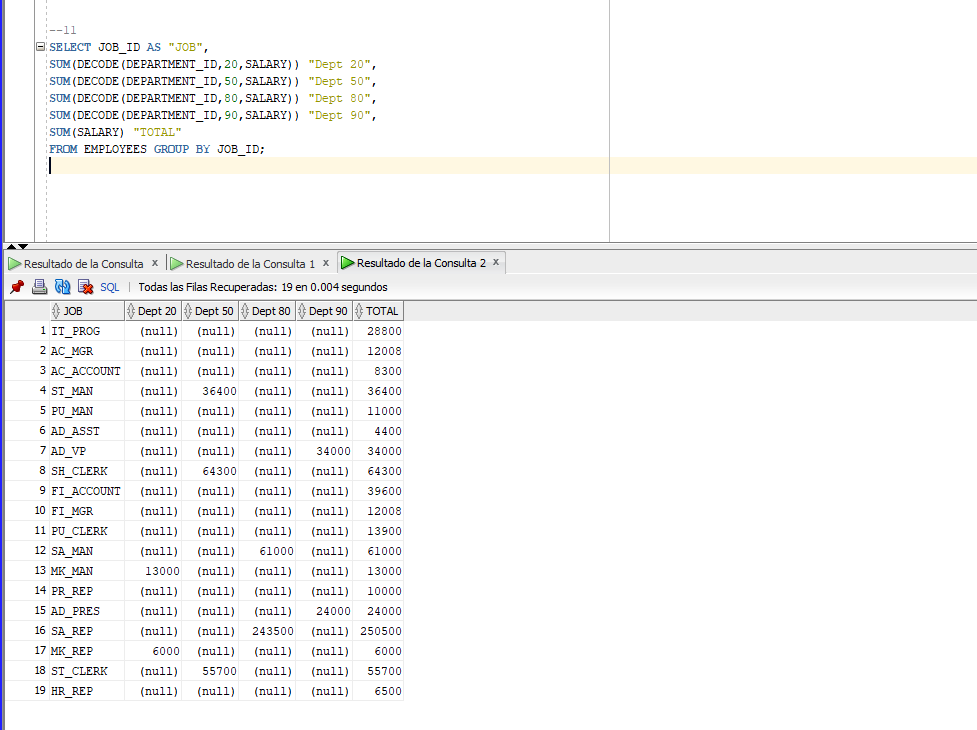 --11
SELECT JOB_ID AS "JOB",
SUM(DECODE(DEPARTMENT_ID,20,SALARY)) "Dept 20",
SUM(DECODE(DEPARTMENT_ID,50,SALARY)) "Dept 50",
SUM(DECODE(DEPARTMENT_ID,80,SALARY)) "Dept 80",
SUM(DECODE(DEPARTMENT_ID,90,SALARY)) "Dept 90",
SUM(SALARY) "TOTAL"
FROM EMPLOYEES GROUP BY JOB_ID;
Resultado de la Consulta x Resultado de la Consulta 1 x Resultado de la Consulta 2 x
SQL | Todas las Filas Recuperadas: 19 en 0.004 segundos
JOB Dept 20 Dept 50 Dept 80 Dept 90 TOTAL
1 IT_PROG (null) (null) (null) (null) 28800
2 AC_MGR (null) (null) (null) (null) 12008
3 AC_ACCOUNT (null) (null) (null) (null) 8300
4 ST_MAN (null) 36400 (null) (null) 36400
5 PU_MAN (null) (null) (null) (null) 11000
6 AD_ASST (null) (null) (null) (null) 4400
7 AD_VP (null) (null) (null) 34000 34000
8 SH_CLERK (null) 64300 (null) (null) 64300
9 FI_ACCOUNT (null) (null) (null) (null) 39600
10 FI_MGR (null) (null) (null) (null) 12008
11 PU_CLERK (null) (null) (null) (null) 13900
12 SA_MAN (null) (null) 61000 (null) 61000
13 MK_MAN 13000 (null) (null) (null) 13000
14 PR_REP (null) (null) (null) (null) 10000
15 AD_PRES (null) (null) (null) 24000 24000
16 SA_REP (null) (null) 243500 (null) 250500
17 MK_REP 6000 (null) (null) (null) 6000
18 ST_CLERK (null) 55700 (null) (null) 55700
19 HR_REP (null) (null) (null) (null) 6500